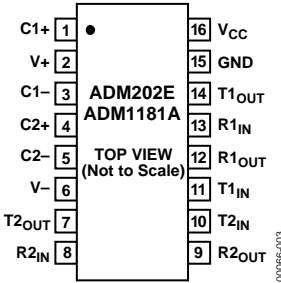 C1+ 1 16 VCC
V+ 2 15 GND
C1– 3 ADM202E 14 T1OUT
C2+ 4 ADM1181A 13 R1IN
C2– 5 TOP VIEW 12 R1OUT
V– 6 (Not to Scale) 11 T1IN
T2OUT 7 10 T2IN
R2IN 8 9 R2OUT
00066-003